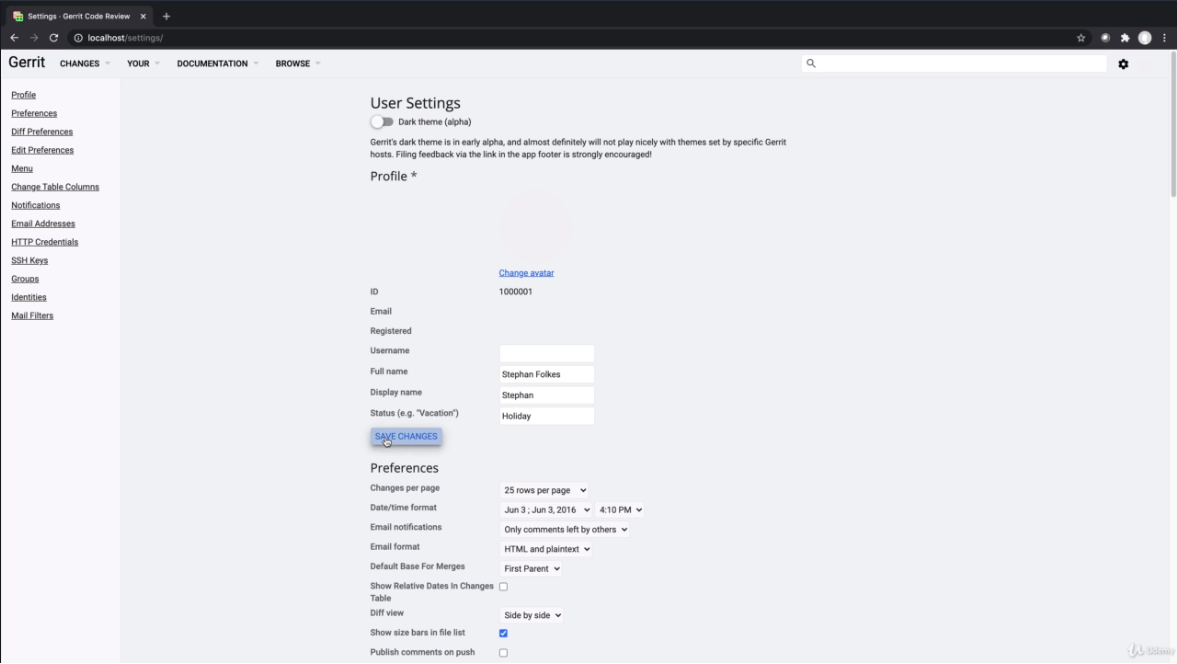 Settings · Gerrit Code Review
localhost/settings/
Gerrit CHANGES YOUR DOCUMENTATION BROWSE
Profile
Preferences
Diff Preferences
Edit Preferences
Menu
Change Table Columns
Notifications
Email Addresses
HTTP Credentials
SSH Keys
Groups
Identities
Mail Filters
User Settings
Dark theme (alpha)
Gerrit's dark theme is in early alpha, and almost definitely will not play nicely with themes set by specific Gerrit
hosts. Filing feedback via the link in the app footer is strongly encouraged!
Profile *
Change avatar
ID 1000001
Email
Registered
Username
Full name Stephan Folkes
Display name Stephan
Status (e.g. "Vacation") Holiday
SAVE CHANGES
Preferences
Changes per page 25 rows per page
Date/time format Jun 3 ; Jun 3, 2016 4:10 PM
Email notifications Only comments left by others
Email format HTML and plaintext
Default Base For Merges First Parent
Show Relative Dates In Changes
Table
Diff view Side by side
Show size bars in file list
Publish comments on push
Udemy